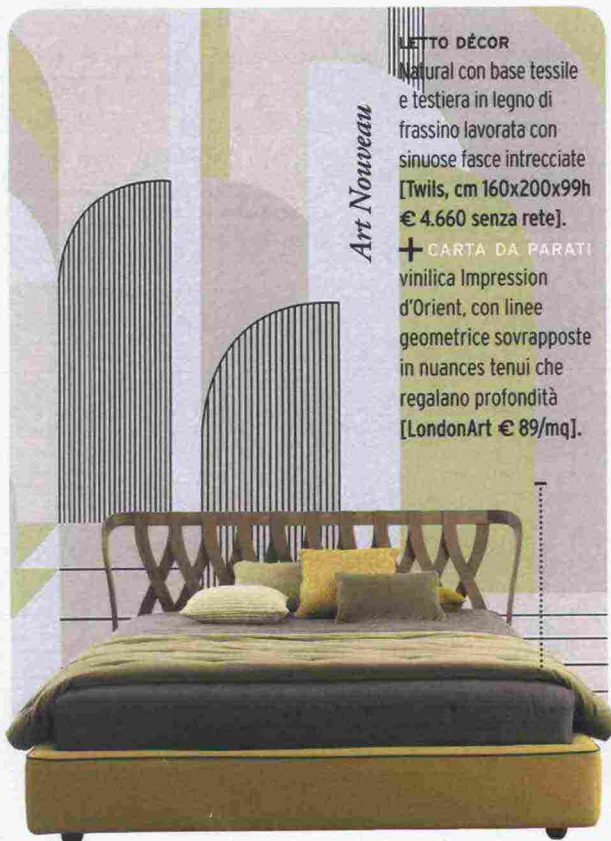 Art Nouveau
LETTO DÉCOR
Natural con base tessile
e testiera in legno di
frassino lavorata con
sinuose fasce intrecciate
[Twils, cm 160x200x99h
€ 4.660 senza rete].
+ CARTA DA PARATI
vinilica Impression
d'Orient, con linee
geometrice sovrapposte
in nuances tenui che
regalano profondità
[LondonArt € 89/mq].